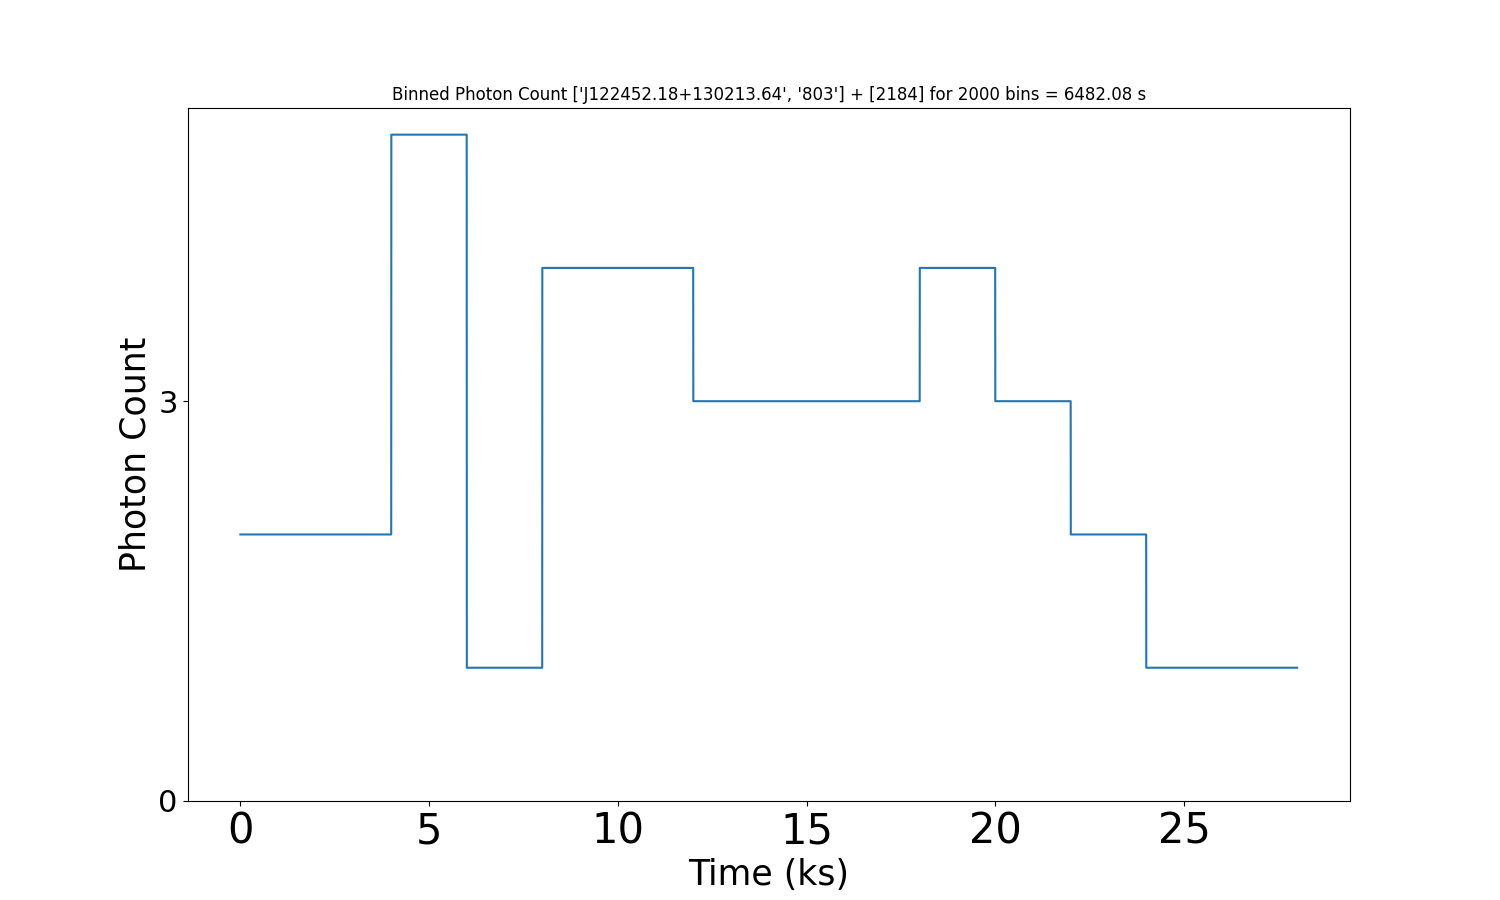 Binned Photon Count ['J122452.18+130213.64', '803'] + [2184] for 2000 bins = 6482.08 s
Photon Count
3
0
0 5 10 15 20 25
Time (ks)